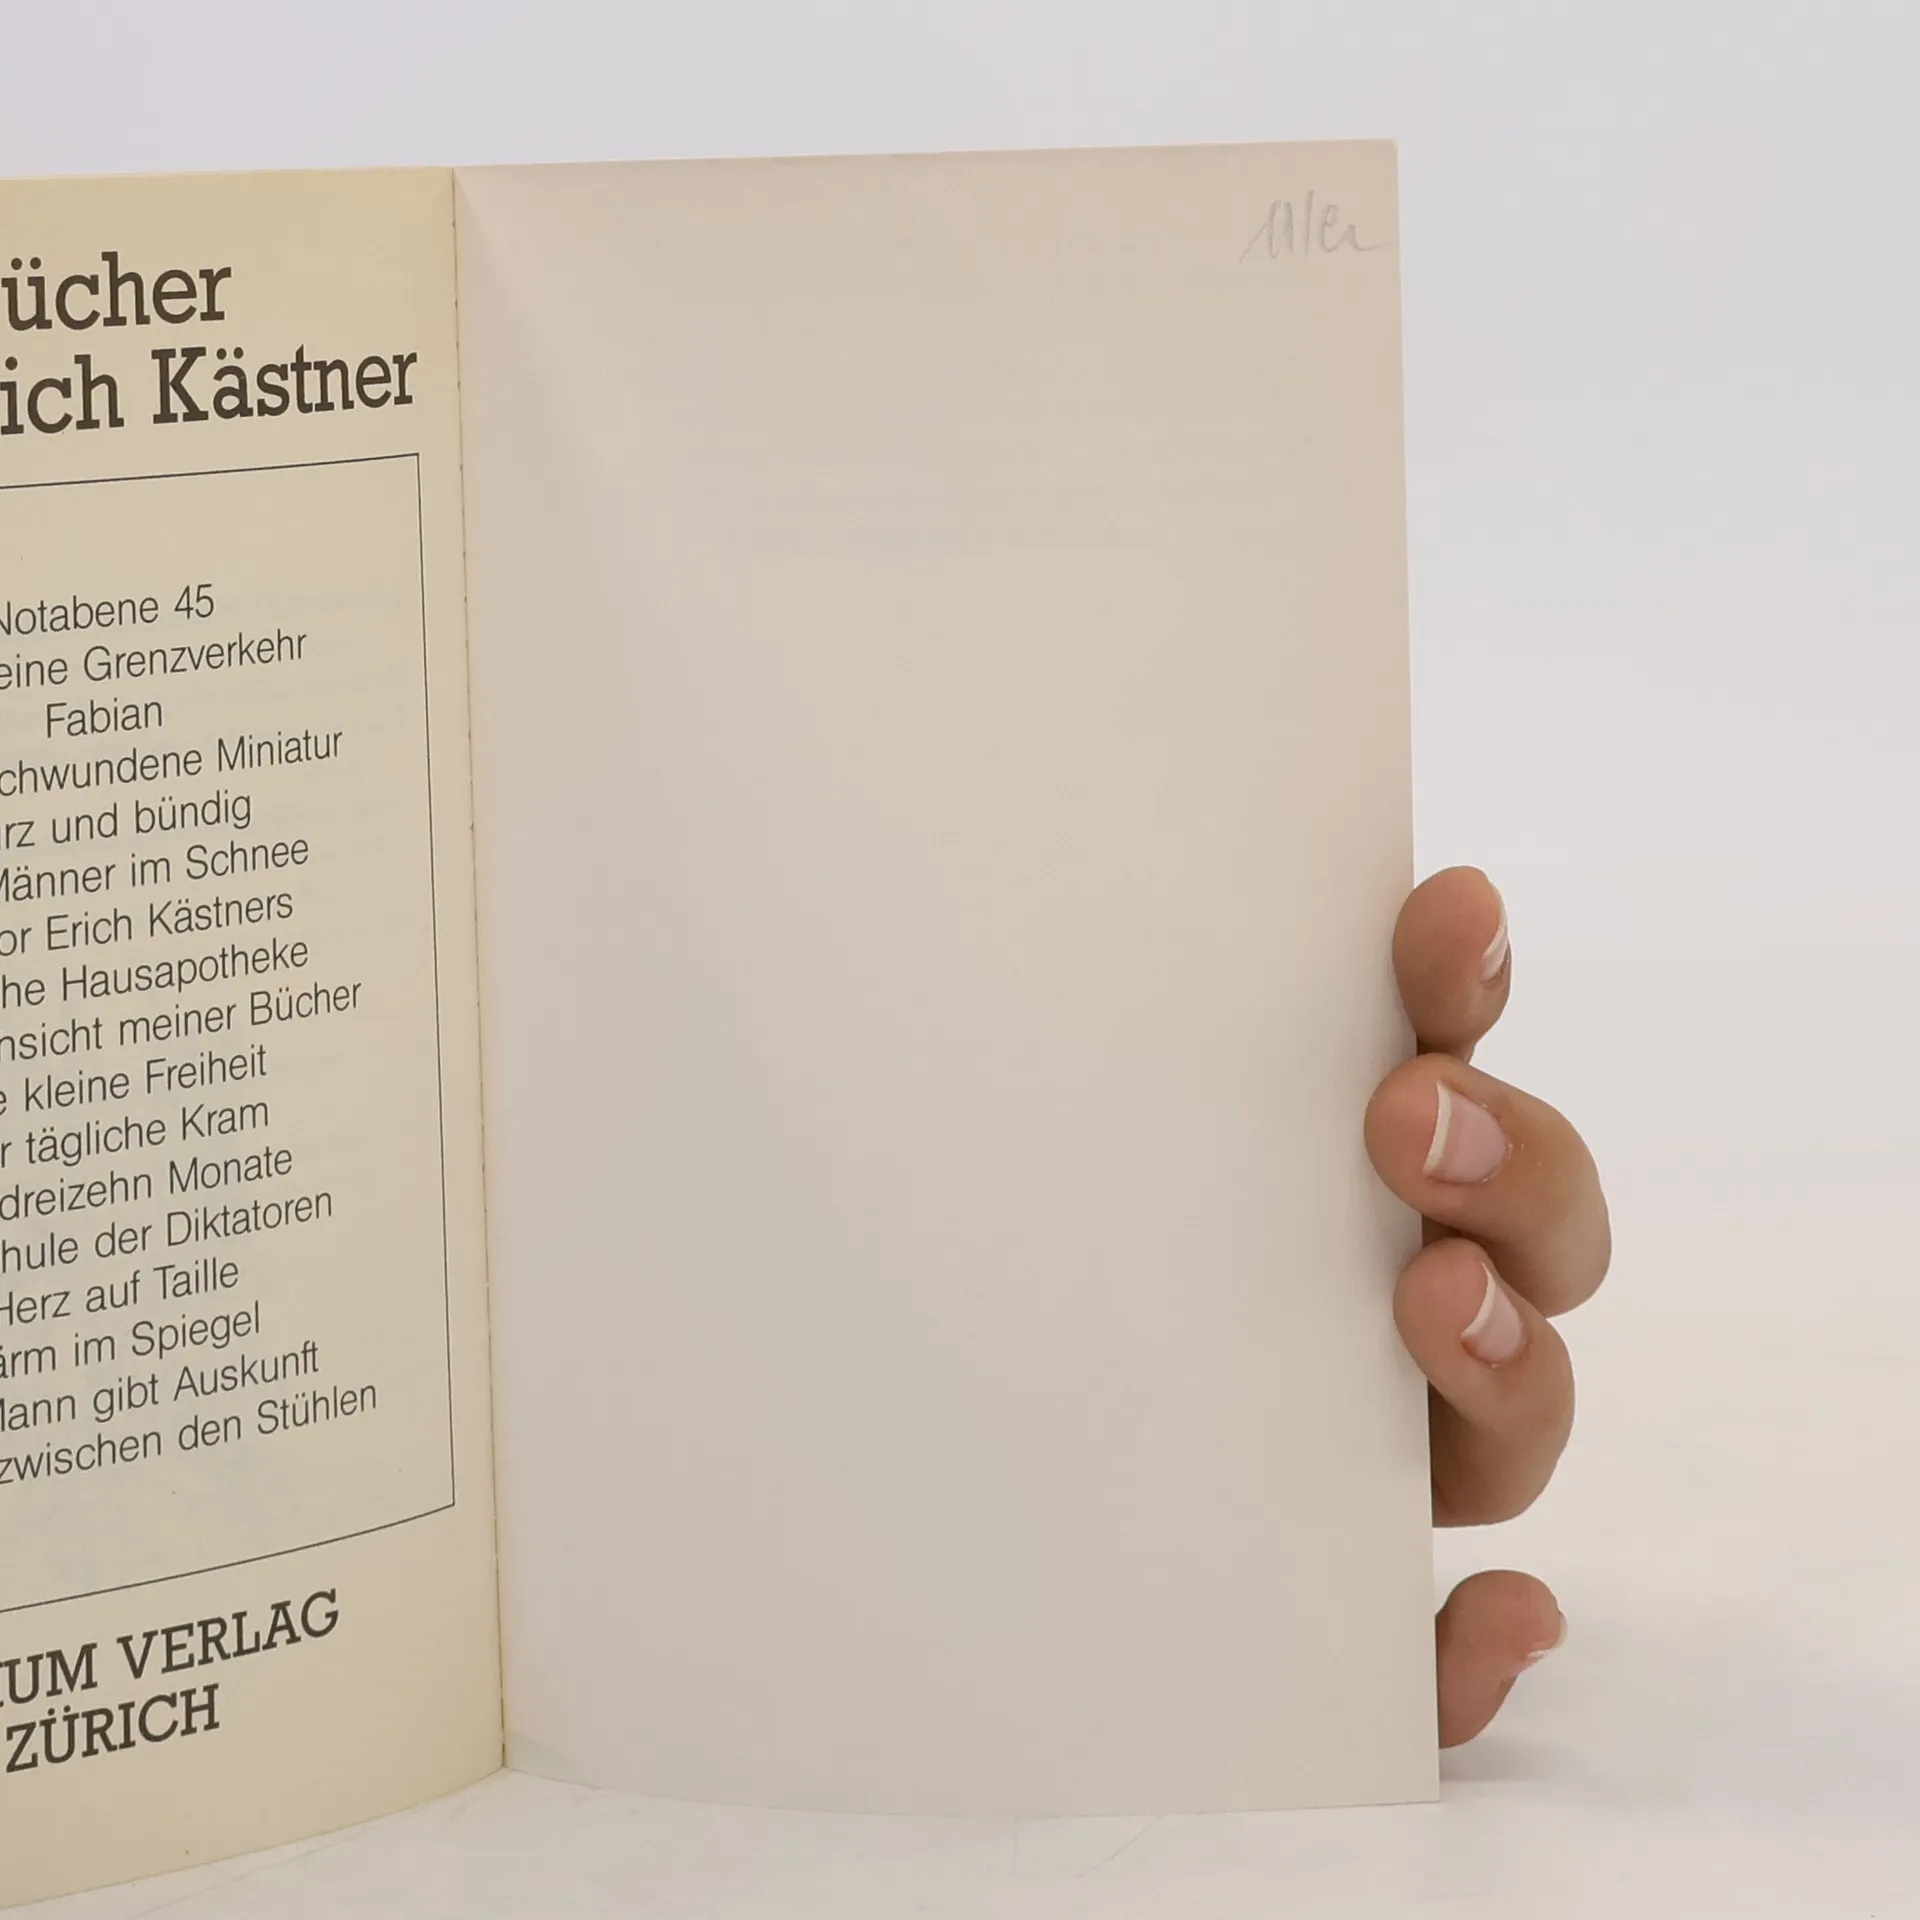 ücher
ich Kästner
Notabene 45
eine Grenzverkehr
Fabian
chwundene Miniatur
rz und bündig
Männer im Schnee
or Erich Kästners
he Hausapotheke
nsicht meiner Bücher
e kleine Freiheit
r tägliche Kram
dreizehn Monate
hule der Diktatoren
Herz auf Taille
ärm im Spiegel
Mann gibt Auskunft
zwischen den Stühlen
IUM VERLAG
ZÜRICH